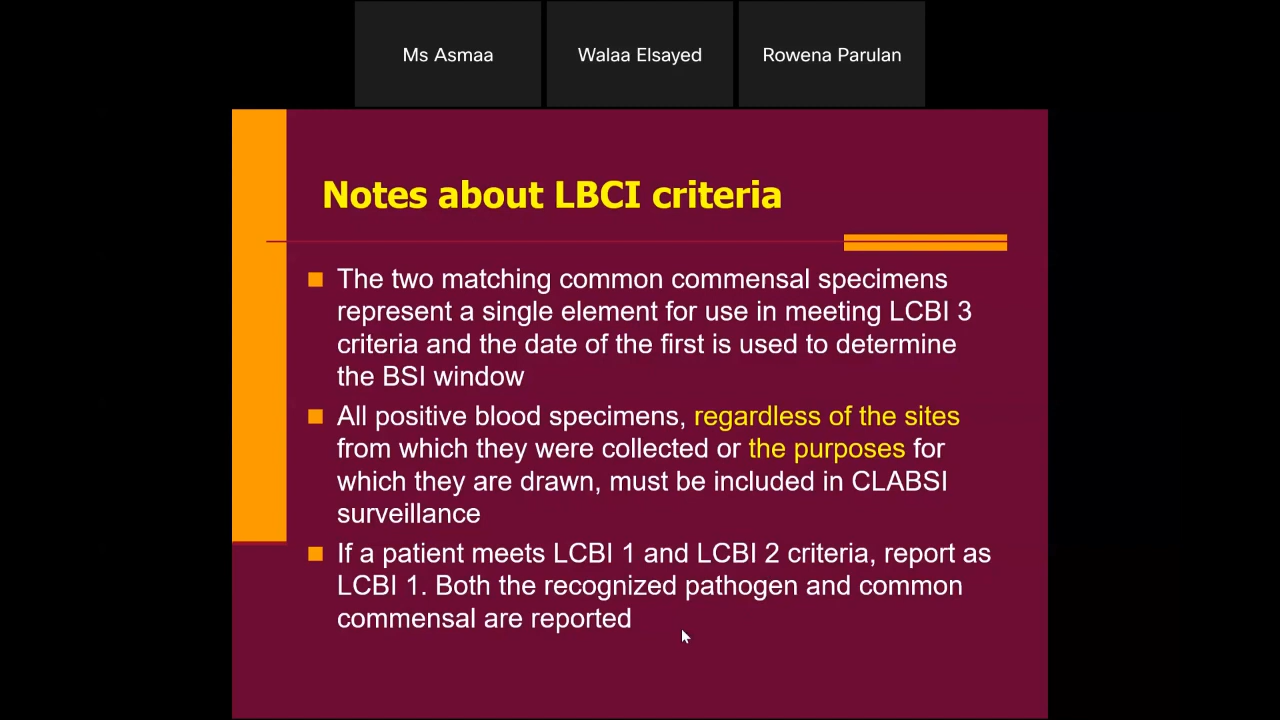 Ms Asmaa
Walaa Elsayed
Rowena Parulan
Notes about LBCI criteria
The two matching common commensal specimens
represent a single element for use in meeting LCBI 3
criteria and the date of the first is used to determine
the BSI window
All positive blood specimens, regardless of the sites
from which they were collected or the purposes for
which they are drawn, must be included in CLABSI
surveillance
If a patient meets LCBI 1 and LCBI 2 criteria, report as
LCBI 1. Both the recognized pathogen and common
commensal are reported